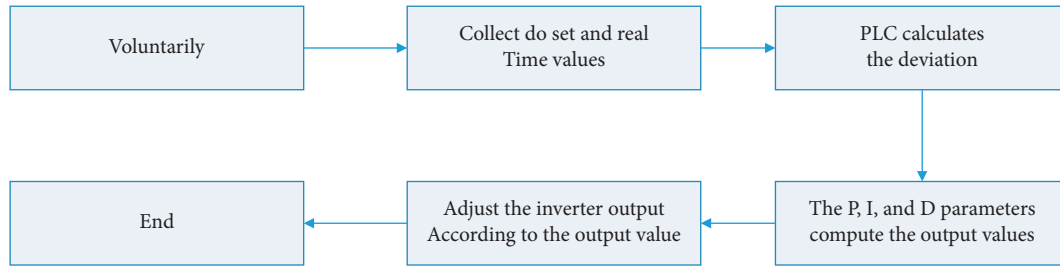 Voluntarily
Collect do set and real
Time values
PLC calculates
the deviation
The P, I, and D parameters
compute the output values
Adjust the inverter output
According to the output value
End